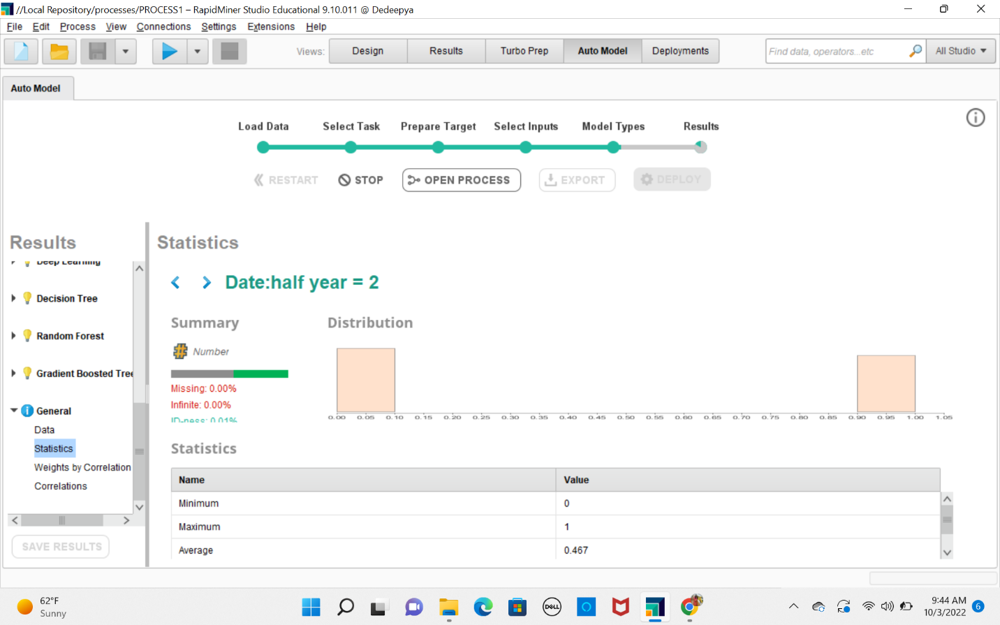 //Local Repository/processes/PROCESS1 – RapidMiner Studio Educational 9.10.011 @ Dedeepya
File Edit Process View Connections Settings Extensions Help
Views: Design Results Turbo Prep Auto Model Deployments Find data, operators...etc All Studio
Auto Model
Load Data Select Task Prepare Target Select Inputs Model Types Results
RESTART STOP OPEN PROCESS EXPORT DEPLOY
Results
Deep Learning
Decision Tree
Random Forest
Gradient Boosted Tree
General
Data
Statistics
Weights by Correlation
Correlations
SAVE RESULTS
Statistics
Date:half year = 2
Summary
Number
Missing: 0.00%
Infinite: 0.00%
ID-ness: 0.01%
Distribution
0.00 0.05 0.10 0.15 0.20 0.25 0.30 0.35 0.40 0.45 0.50 0.55 0.60 0.65 0.70 0.75 0.80 0.85 0.90 0.95 1.00 1.05
Statistics
Name Value
Minimum 0
Maximum 1
Average 0.467
62°F
Sunny
DELL
9:44 AM
10/3/2022
6